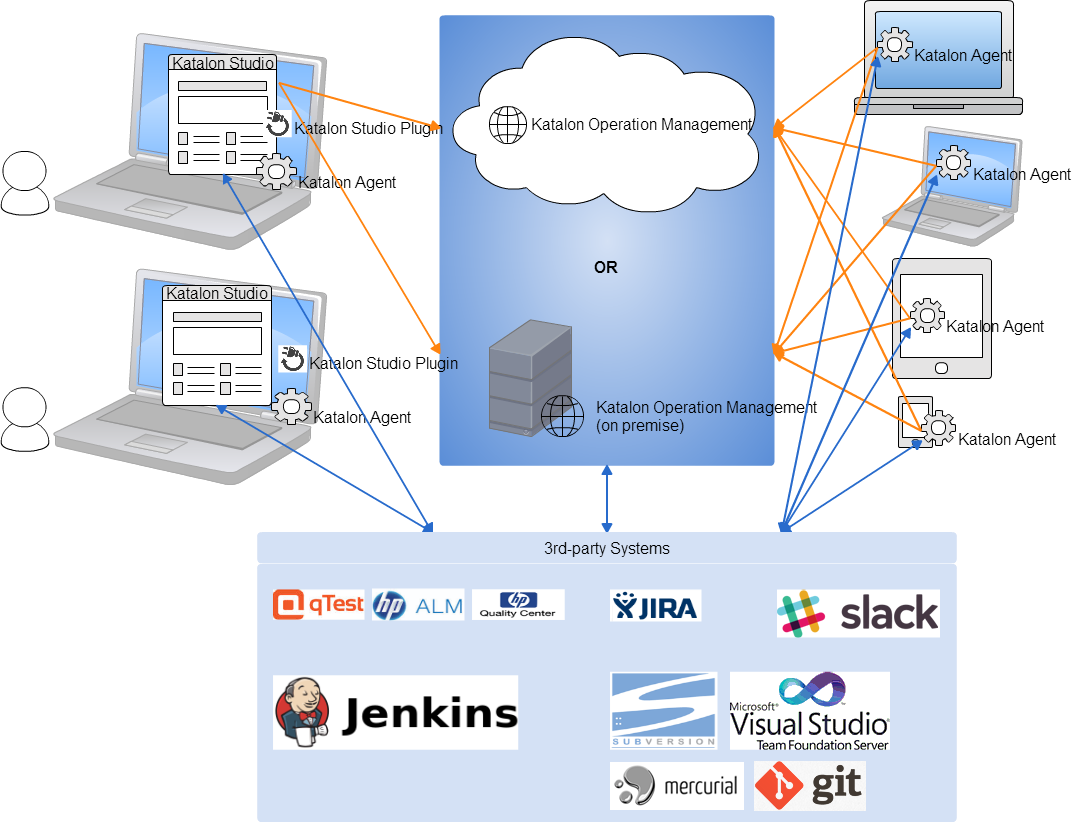 Katalon Studio
Katalon Studio Plugin
Katalon Agent
Katalon Studio
Katalon Studio Plugin
Katalon Agent
Katalon Operation Management
OR
Katalon Operation Management
(on premise)
Katalon Agent
Katalon Agent
Katalon Agent
Katalon Agent
3rd-party Systems
qTest
hp ALM
hp
Quality Center
JIRA
slack
Jenkins
SUBVERSION
Microsoft®
Visual Studio®
Team Foundation Server
mercurial
git